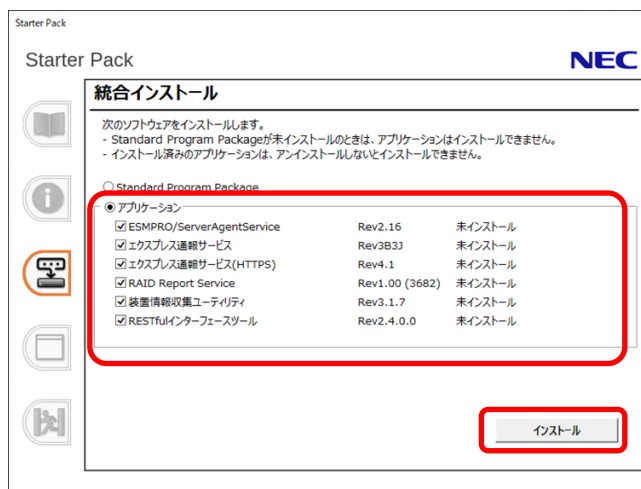 Starter Pack
Starter Pack
NEC
統合インストール
次のソフトウェアをインストールします。
- Standard Program Packageが未インストールのときは、アプリケーションはインストールできません。
- インストール済みのアプリケーションは、アンインストールしないとインストールできません。
Standard Program Package
アプリケーション
ESMPRO/ServerAgentService Rev2.16 未インストール
エクスプレス通報サービス Rev3B3J 未インストール
エクスプレス通報サービス(HTTPS) Rev4.1 未インストール
RAID Report Service Rev1.00 (3682) 未インストール
装置情報収集ユーティリティ Rev3.1.7 未インストール
RESTfulインターフェースツール Rev2.4.0.0 未インストール
インストール